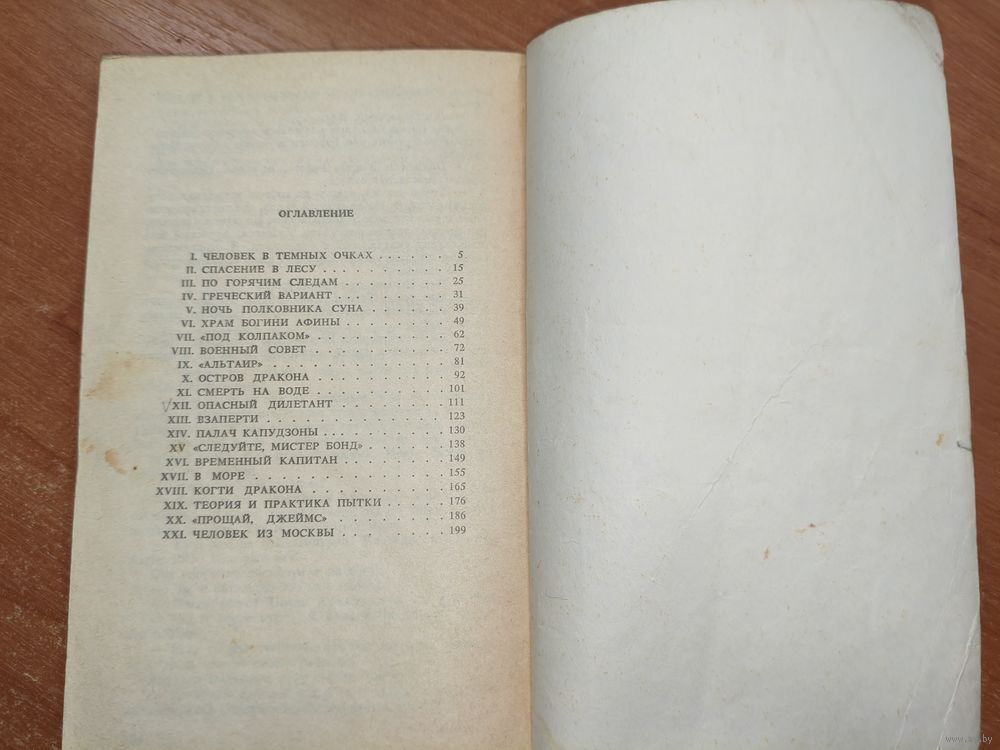 ОГЛАВЛЕНИЕ
I. ЧЕЛОВЕК В ТЕМНЫХ ОЧКАХ . . . . . . 5
II. СПАСЕНИЕ В ЛЕСУ . . . . . . . . . . 15
III. ПО ГОРЯЧИМ СЛЕДАМ . . . . . . . . 25
IV. ГРЕЧЕСКИЙ ВАРИАНТ . . . . . . . . . 31
V. НОЧЬ ПОЛКОВНИКА СУНА . . . . . . 39
VI. ХРАМ БОГИНИ АФИНЫ . . . . . . . . 49
VII. «ПОД КОЛПАКОМ» . . . . . . . . . . 62
VIII. ВОЕННЫЙ СОВЕТ . . . . . . . . . . 72
IX. «АЛЬТАИР» . . . . . . . . . . . . . . 81
X. ОСТРОВ ДРАКОНА . . . . . . . . . . . 92
XI. СМЕРТЬ НА ВОДЕ . . . . . . . . . . 101
XII. ОПАСНЫЙ ДИЛЕТАНТ . . . . . . . . 111
XIII. ВЗАПЕРТИ . . . . . . . . . . . . . . 123
XIV. ПАЛАЧ КАПУДЗОНЫ . . . . . . . . . 130
XV «СЛЕДУЙТЕ, МИСТЕР БОНД» . . . . . . 138
XVI. ВРЕМЕННЫЙ КАПИТАН . . . . . . . . 149
XVII. В МОРЕ . . . . . . . . . . . . . . . 155
XVIII. КОГТИ ДРАКОНА . . . . . . . . . . 165
XIX. ТЕОРИЯ И ПРАКТИКА ПЫТКИ . . . . . 176
XX. «ПРОЩАЙ, ДЖЕЙМС» . . . . . . . . . 186
XXI. ЧЕЛОВЕК ИЗ МОСКВЫ . . . . . . . . 199